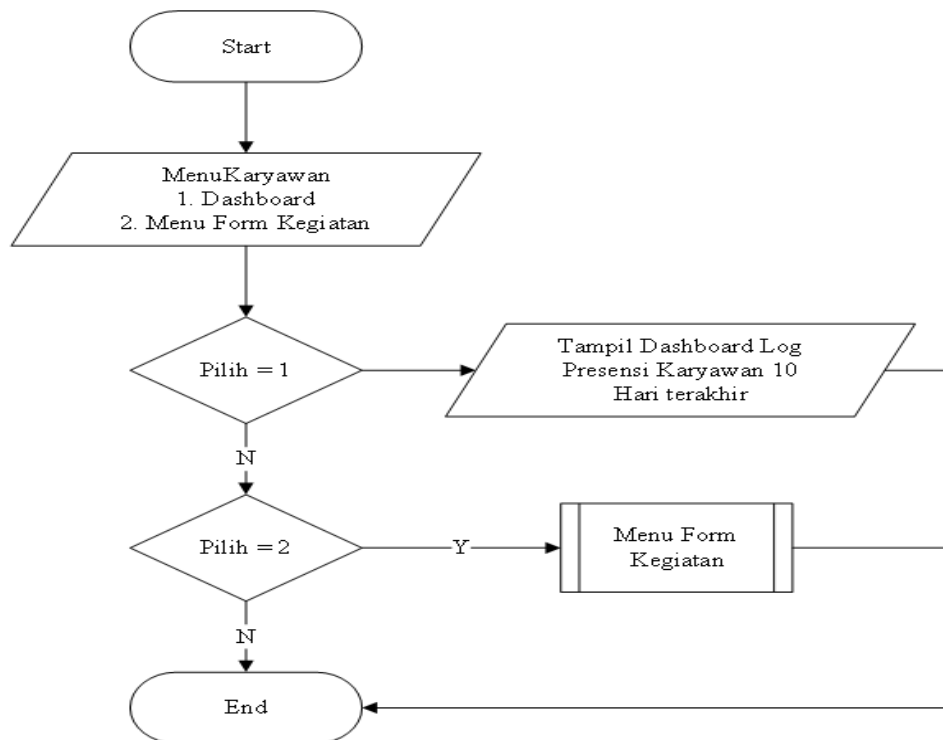 Start
MenuKaryawan
1. Dashboard
2. Menu Form Kegiatan
Pilih = 1
Tampil Dashboard Log
Presensi Karyawan 10
Hari terakhir
N
Pilih = 2
Y
Menu Form
Kegiatan
N
End